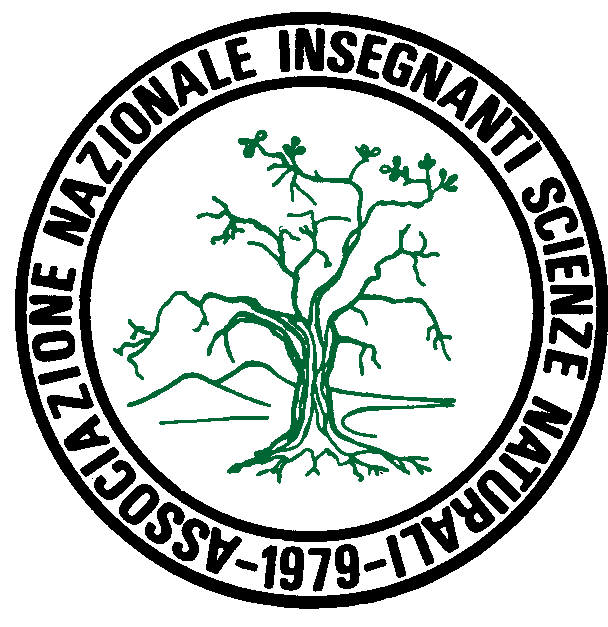 ASSOCIAZIONE NAZIONALE INSEGNANTI SCIENZE NATURALI
-1979-